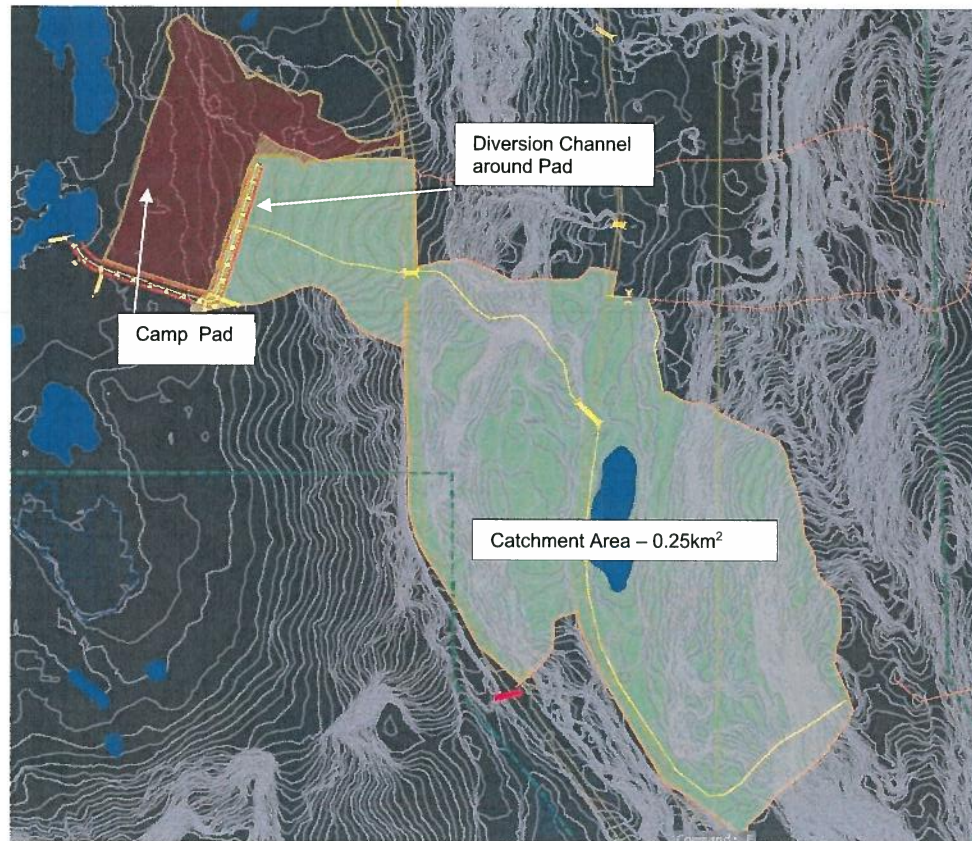 Diversion Channel
around Pad
Camp Pad
Catchment Area – 0.25km²